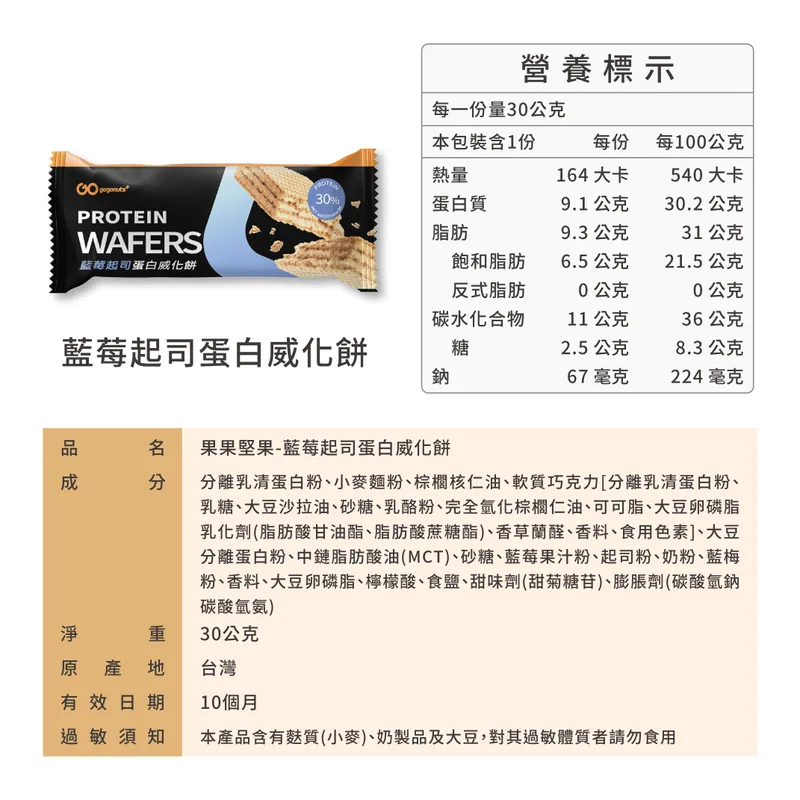 GO gogonuts+
PROTEIN
WAFERS
藍莓起司蛋白威化餅
PROTEIN
30%
藍莓起司蛋白威化餅
營養標示
每一份量30公克
本包裝含1份 每份 每100公克
熱量 164 大卡 540 大卡
蛋白質 9.1 公克 30.2 公克
脂肪 9.3 公克 31 公克
飽和脂肪 6.5 公克 21.5 公克
反式脂肪 0 公克 0 公克
碳水化合物 11 公克 36 公克
糖 2.5 公克 8.3 公克
鈉 67 毫克 224 毫克
品名 果果堅果-藍莓起司蛋白威化餅
成分 分離乳清蛋白粉、小麥麵粉、棕櫚核仁油、軟質巧克力[分離乳清蛋白粉、
乳糖、大豆沙拉油、砂糖、乳酪粉、完全氫化棕櫚仁油、可可脂、大豆卵磷脂
乳化劑(脂肪酸甘油酯、脂肪酸蔗糖酯)、香草蘭醛、香料、食用色素]、大豆
分離蛋白粉、中鏈脂肪酸油(MCT)、砂糖、藍莓果汁粉、起司粉、奶粉、藍梅
粉、香料、大豆卵磷脂、檸檬酸、食鹽、甜味劑(甜菊糖苷)、膨脹劑(碳酸氫鈉
碳酸氫氨)
淨重 30公克
原產地 台灣
有效日期 10個月
過敏須知 本產品含有麩質(小麥)、奶製品及大豆，對其過敏體質者請勿食用